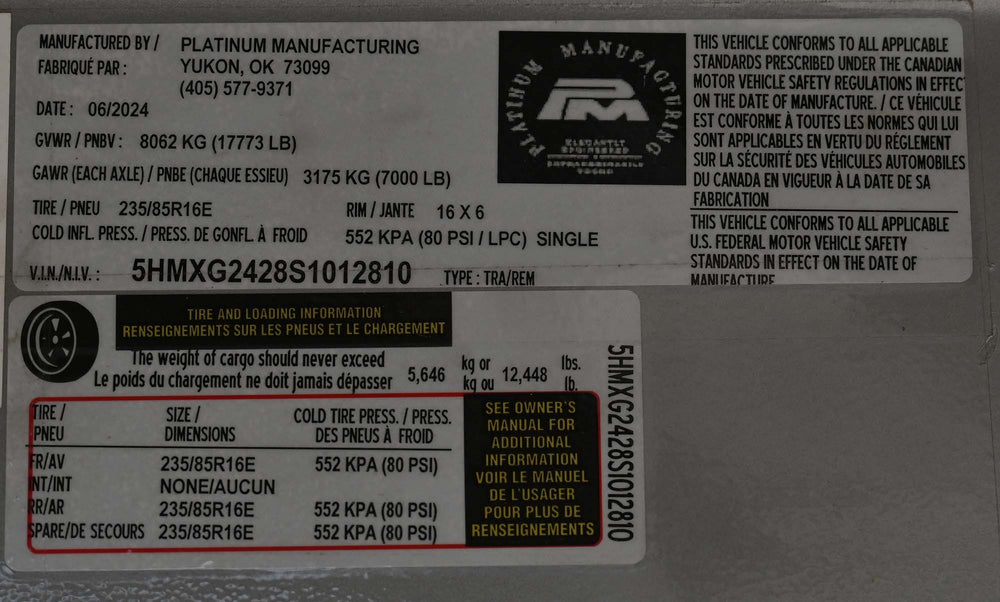 MANUFACTURED BY / PLATINUM MANUFACTURING
FABRIQUÉ PAR : YUKON, OK 73099
(405) 577-9371
DATE : 06/2024
GVWR / PNBV : 8062 KG (17773 LB)
GAWR (EACH AXLE) / PNBE (CHAQUE ESSIEU) 3175 KG (7000 LB)
TIRE / PNEU 235/85R16E RIM / JANTE 16 X 6
COLD INFL. PRESS. / PRESS. DE GONFL. À FROID 552 KPA (80 PSI / LPC) SINGLE
V.I.N./N.I.V. : 5HMXG2428S1012810 TYPE : TRA/REM
PLATINUM MANUFACTURING
PM
THIS VEHICLE CONFORMS TO ALL APPLICABLE
STANDARDS PRESCRIBED UNDER THE CANADIAN
MOTOR VEHICLE SAFETY REGULATIONS IN EFFECT
ON THE DATE OF MANUFACTURE. / CE VÉHICULE
EST CONFORME À TOUTES LES NORMES QUI LUI
SONT APPLICABLES EN VERTU DU RÉGLEMENT
SUR LA SÉCURITÉ DES VÉHICULES AUTOMOBILES
DU CANADA EN VIGUEUR À LA DATE DE SA
FABRICATION
THIS VEHICLE CONFORMS TO ALL APPLICABLE
U.S. FEDERAL MOTOR VEHICLE SAFETY
STANDARDS IN EFFECT ON THE DATE OF
MANUFACTURE
TIRE AND LOADING INFORMATION
RENSEIGNEMENTS SUR LES PNEUS ET LE CHARGEMENT
The weight of cargo should never exceed
Le poids du chargement ne doit jamais dépasser
5,646 kg or 12,448 lbs.
kg ou lb.
TIRE / SIZE / COLD TIRE PRESS. / PRESS.
PNEU DIMENSIONS DES PNEUS À FROID
FR/AV 235/85R16E 552 KPA (80 PSI)
INT/INT NONE/AUCUN
RR/AR 235/85R16E 552 KPA (80 PSI)
SPARE/DE SECOURS 235/85R16E 552 KPA (80 PSI)
SEE OWNER'S
MANUAL FOR
ADDITIONAL
INFORMATION
VOIR LE MANUEL
DE L'USAGER
POUR PLUS DE
RENSEIGNEMENTS
5HMXG2428S1012810